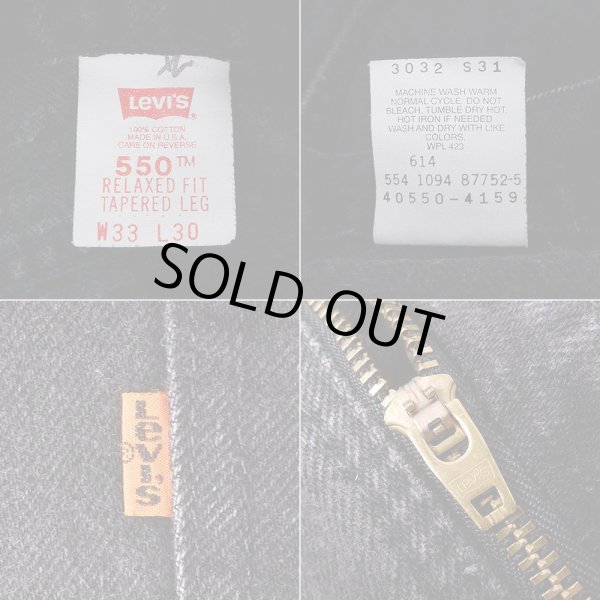 Levi's®
100% COTTON
MADE IN U.S.A.
CARE ON REVERSE
550™
RELAXED FIT
TAPERED LEG
W33 L30
3032 S31
MACHINE WASH WARM
NORMAL CYCLE. DO NOT
BLEACH. TUMBLE DRY HOT.
HOT IRON IF NEEDED.
WASH AND DRY WITH LIKE
COLORS.
WPL 423
614
554 1094 87752-5
40550-4159
SOLD OUT
LEVI'S®
Levi's